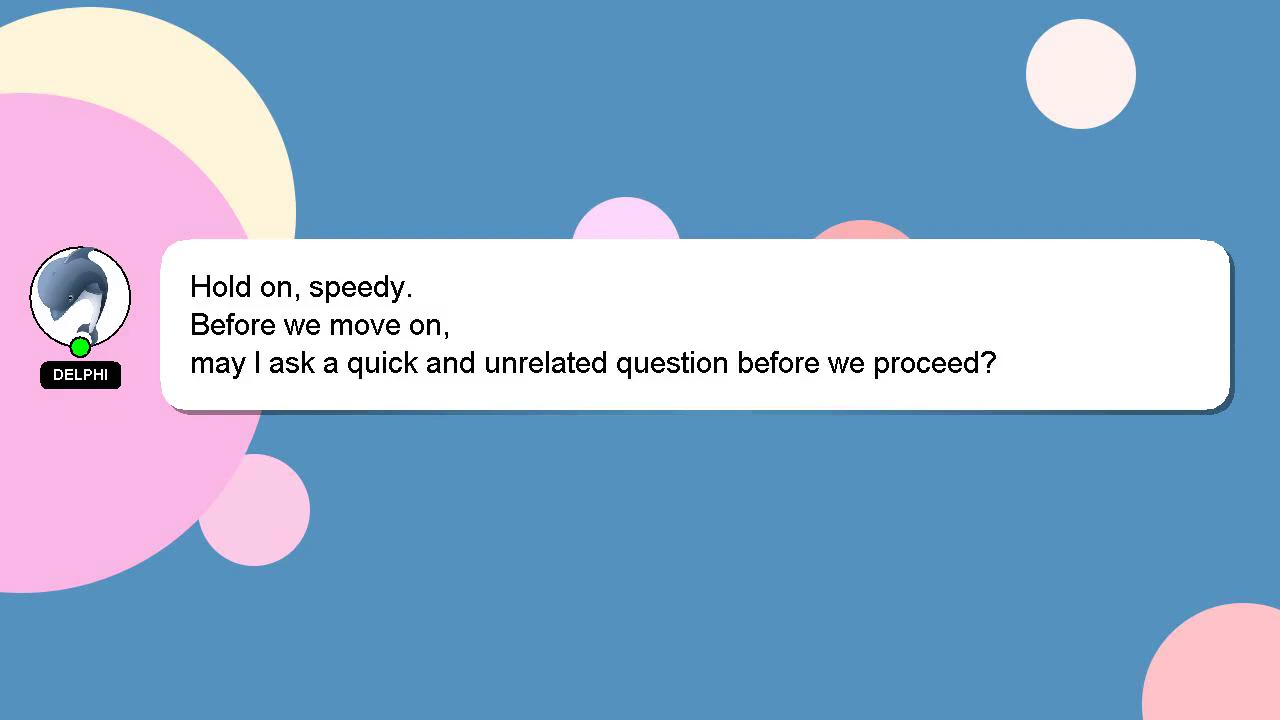 Hold on, speedy.
Before we move on,
may I ask a quick and unrelated question before we proceed?
DELPHI